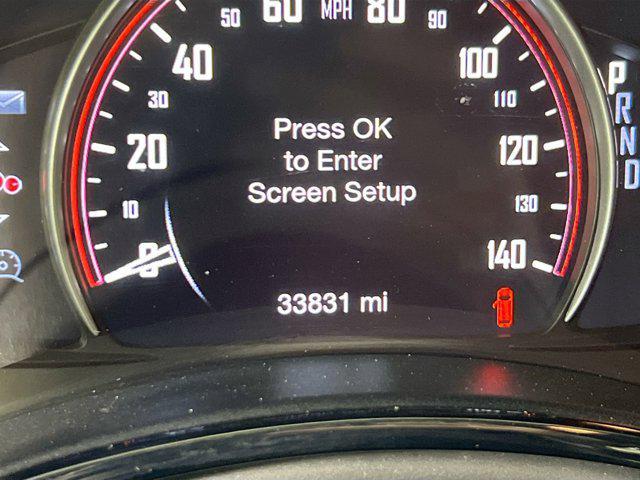 50 60 MPH 80 90
40 100
30 110
Press OK
20 to Enter 120
Screen Setup
10 130
0 140
33831 mi
P
R
N
D